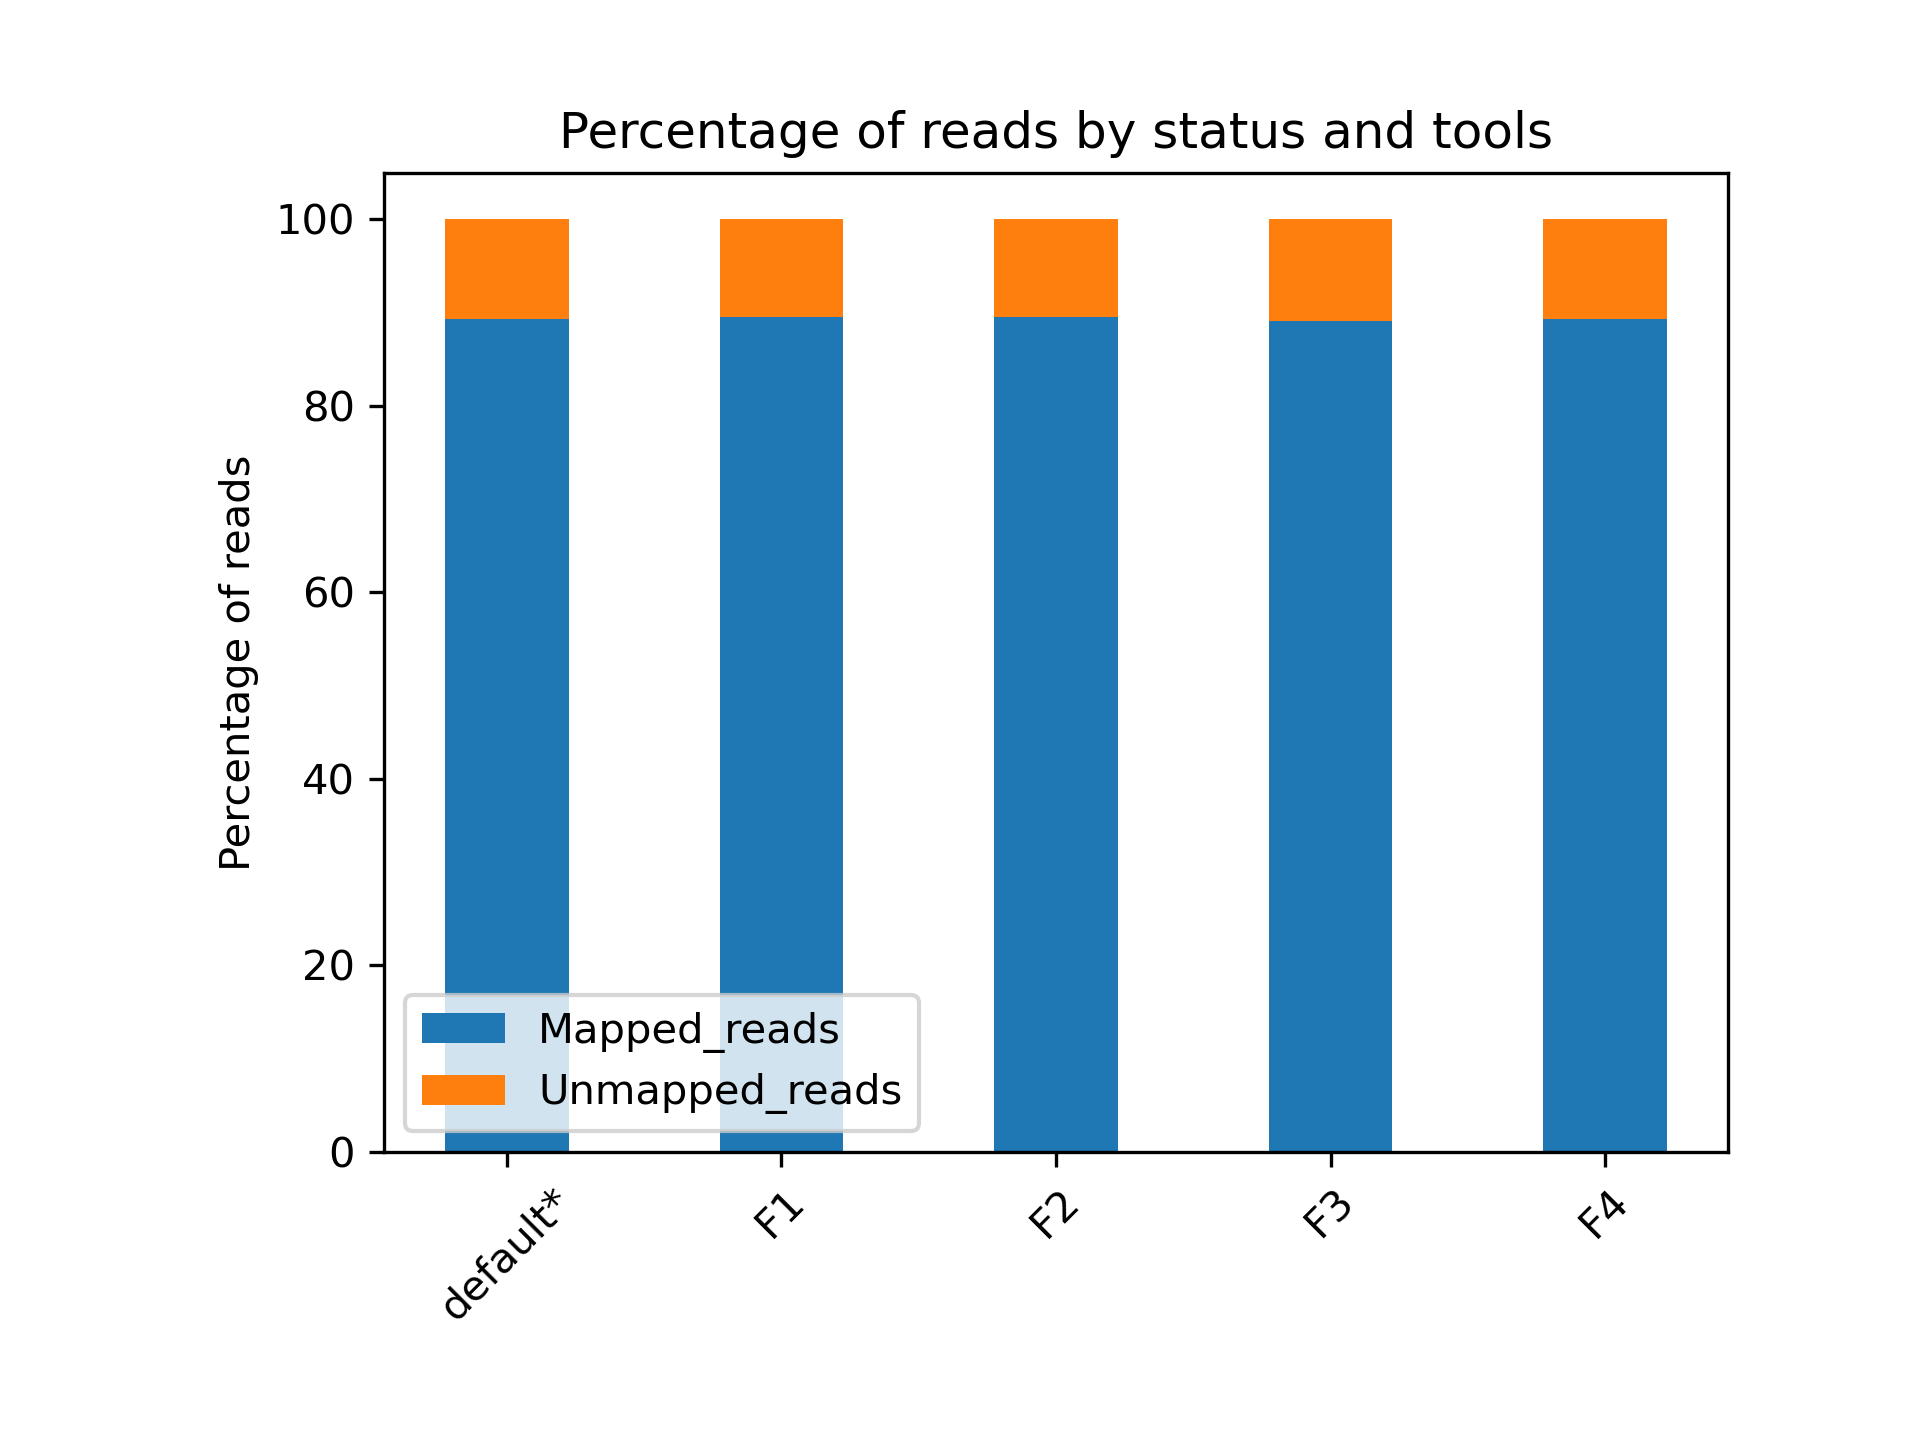 Percentage of reads by status and tools
Percentage of reads
100
80
60
40
20
0
Mapped_reads
Unmapped_reads
default*
F1
F2
F3
F4